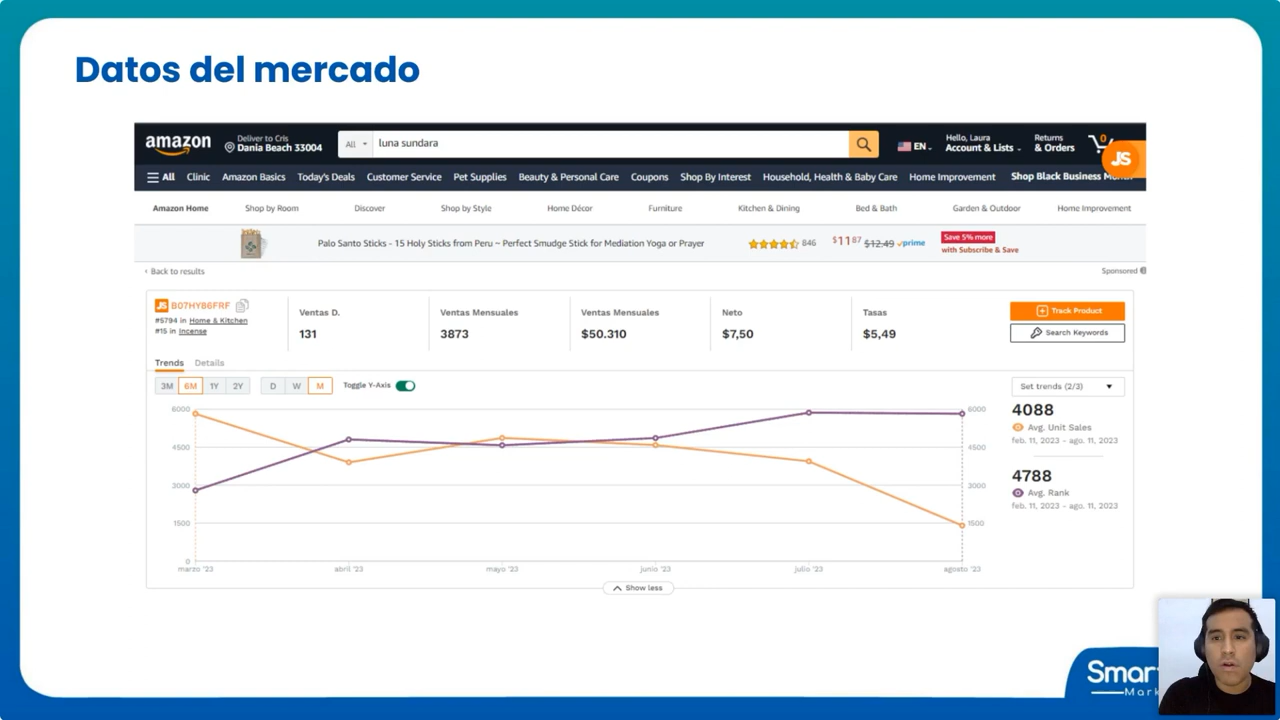 Datos del mercado
amazon
Deliver to Cris
Dania Beach 33004
All
luna sundara
EN
Hello, Laura
Account & Lists
Returns
& Orders
0
JS
All Clinic Amazon Basics Today's Deals Customer Service Pet Supplies Beauty & Personal Care Coupons Shop By Interest Household, Health & Baby Care Home Improvement Shop Black Business
Amazon Home Shop by Room Discover Shop by Style Home Décor Furniture Kitchen & Dining Bed & Bath Garden & Outdoor Home Improvement
Palo Santo Sticks - 15 Holy Sticks from Peru ~ Perfect Smudge Stick for Mediation Yoga or Prayer
846
$1187 $12.49 prime
Save 5% more
with Subscribe & Save
‹ Back to results
Sponsored
JS B07HY86FRF
#5794 in Home & Kitchen
#15 in Incense
Ventas D.
131
Ventas Mensuales
3873
Ventas Mensuales
$50.310
Neto
$7,50
Tasas
$5,49
Track Product
Search Keywords
Trends Details
3M 6M 1Y 2Y D W M Toggle Y-Axis
Set trends (2/3)
6000 6000
4500 4500
3000 3000
1500 1500
0
marzo '23 abril '23 mayo '23 junio '23 julio '23 agosto '23
4088
Avg. Unit Sales
feb. 11, 2023 - ago. 11, 2023
4788
Avg. Rank
feb. 11, 2023 - ago. 11, 2023
Show less
Smar
Mark